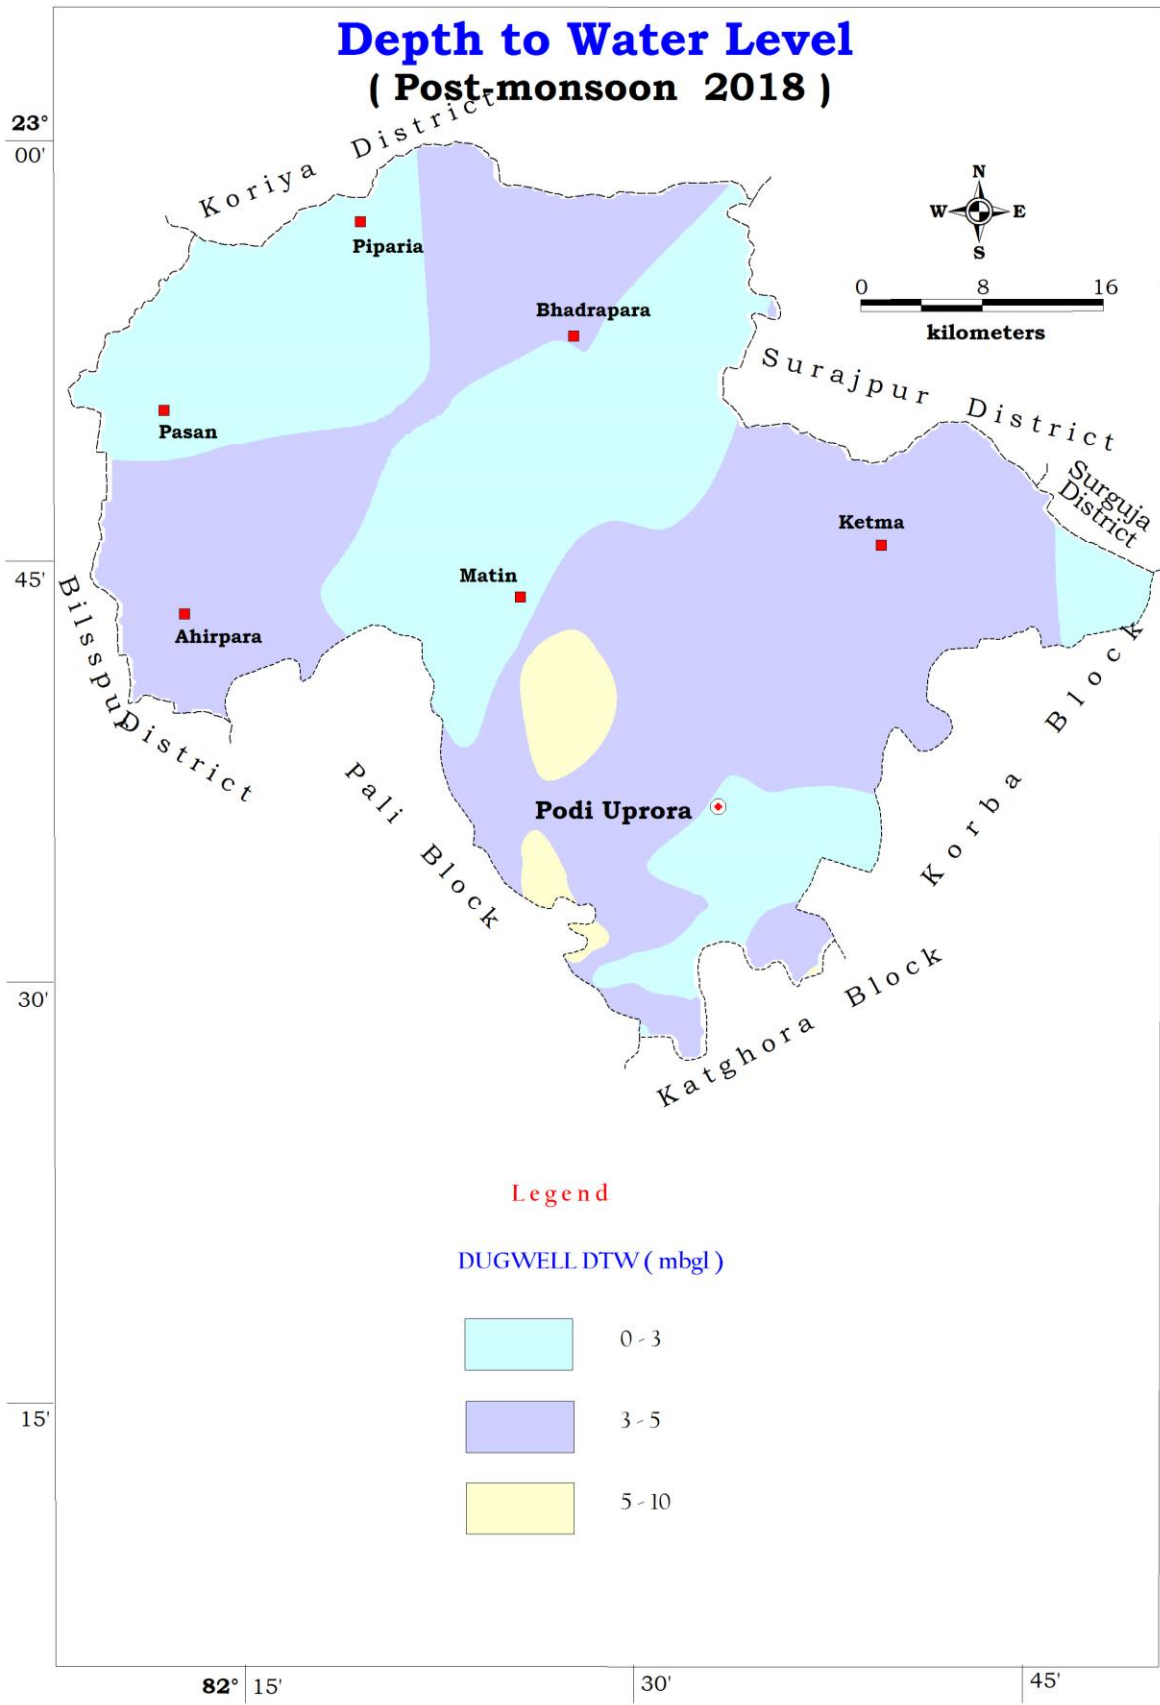 Depth to Water Level
( Post-monsoon 2018 )
23°
00'
Koriya District
N
W E
S
Piparia
0 8 16
kilometers
Bhadrapara
Surajpur District
Pasan
Surguja
District
Ketma
45'
Matin
Bilsspur
District
Ahirpara
Korba Block
Podi Uprora
Pali Block
Katghora Block
30'
Legend
DUGWELL DTW ( mbgl )
0 - 3
3 - 5
15'
5 - 10
82° 15' 30' 45'